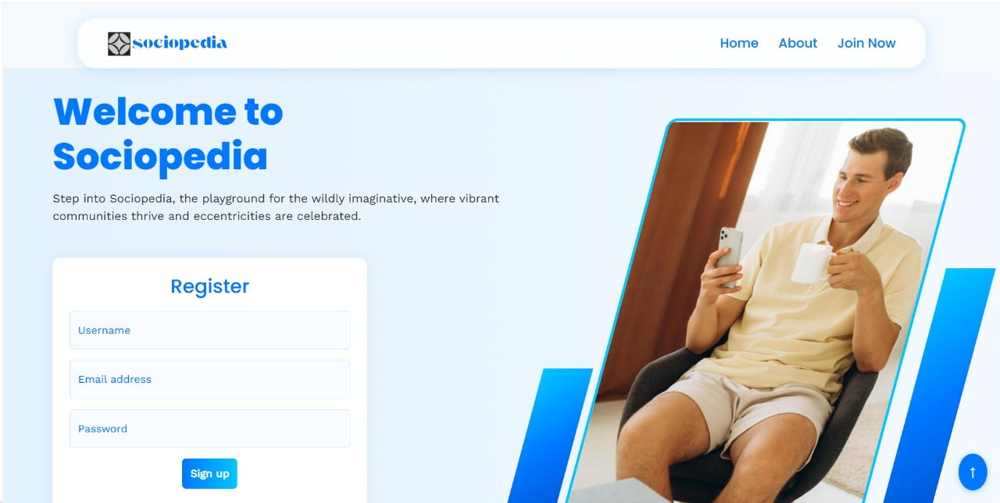 sociopedia
Home About Join Now
Welcome to
Sociopedia
Step into Sociopedia, the playground for the wildly imaginative, where vibrant
communities thrive and eccentricities are celebrated.
Register
Username
Email address
Password
Sign up
↑